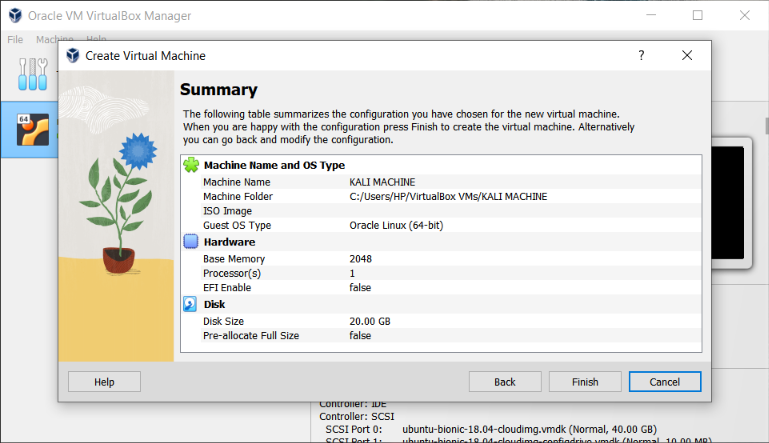 Oracle VM VirtualBox Manager
File Machine Help
Create Virtual Machine
?
64
Summary
The following table summarizes the configuration you have chosen for the new virtual machine.
When you are happy with the configuration press Finish to create the virtual machine. Alternatively
you can go back and modify the configuration.
Machine Name and OS Type
Machine Name KALI MACHINE
Machine Folder C:/Users/HP/VirtualBox VMs/KALI MACHINE
ISO Image
Guest OS Type Oracle Linux (64-bit)
Hardware
Base Memory 2048
Processor(s) 1
EFI Enable false
Disk
Disk Size 20.00 GB
Pre-allocate Full Size false
Help Back Finish Cancel
Controller: IDE
Controller: SCSI
SCSI Port 0: ubuntu-bionic-18.04-cloudimg.vmdk (Normal, 40.00 GB)
SCSI Port 1: ubuntu-bionic-18.04-cloudimg-configdrive.vmdk (Normal, 10.00 MB)